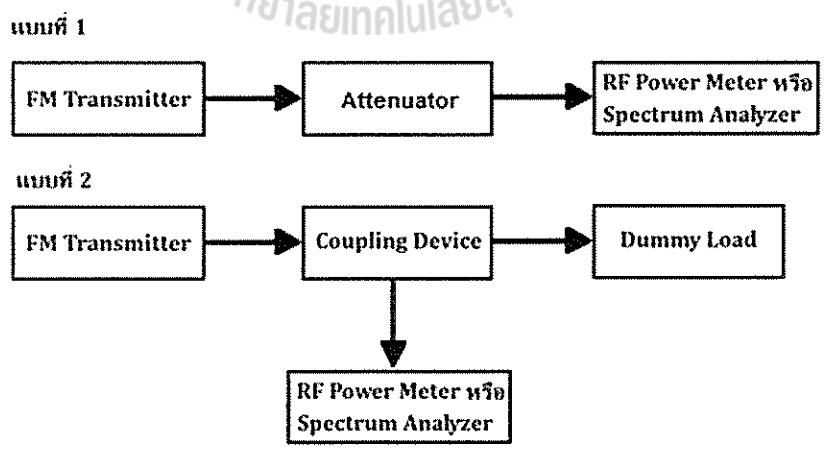 แบบที่ 1
FM Transmitter
Attenuator
RF Power Meter หรือ
Spectrum Analyzer
แบบที่ 2
FM Transmitter
Coupling Device
Dummy Load
RF Power Meter หรือ
Spectrum Analyzer